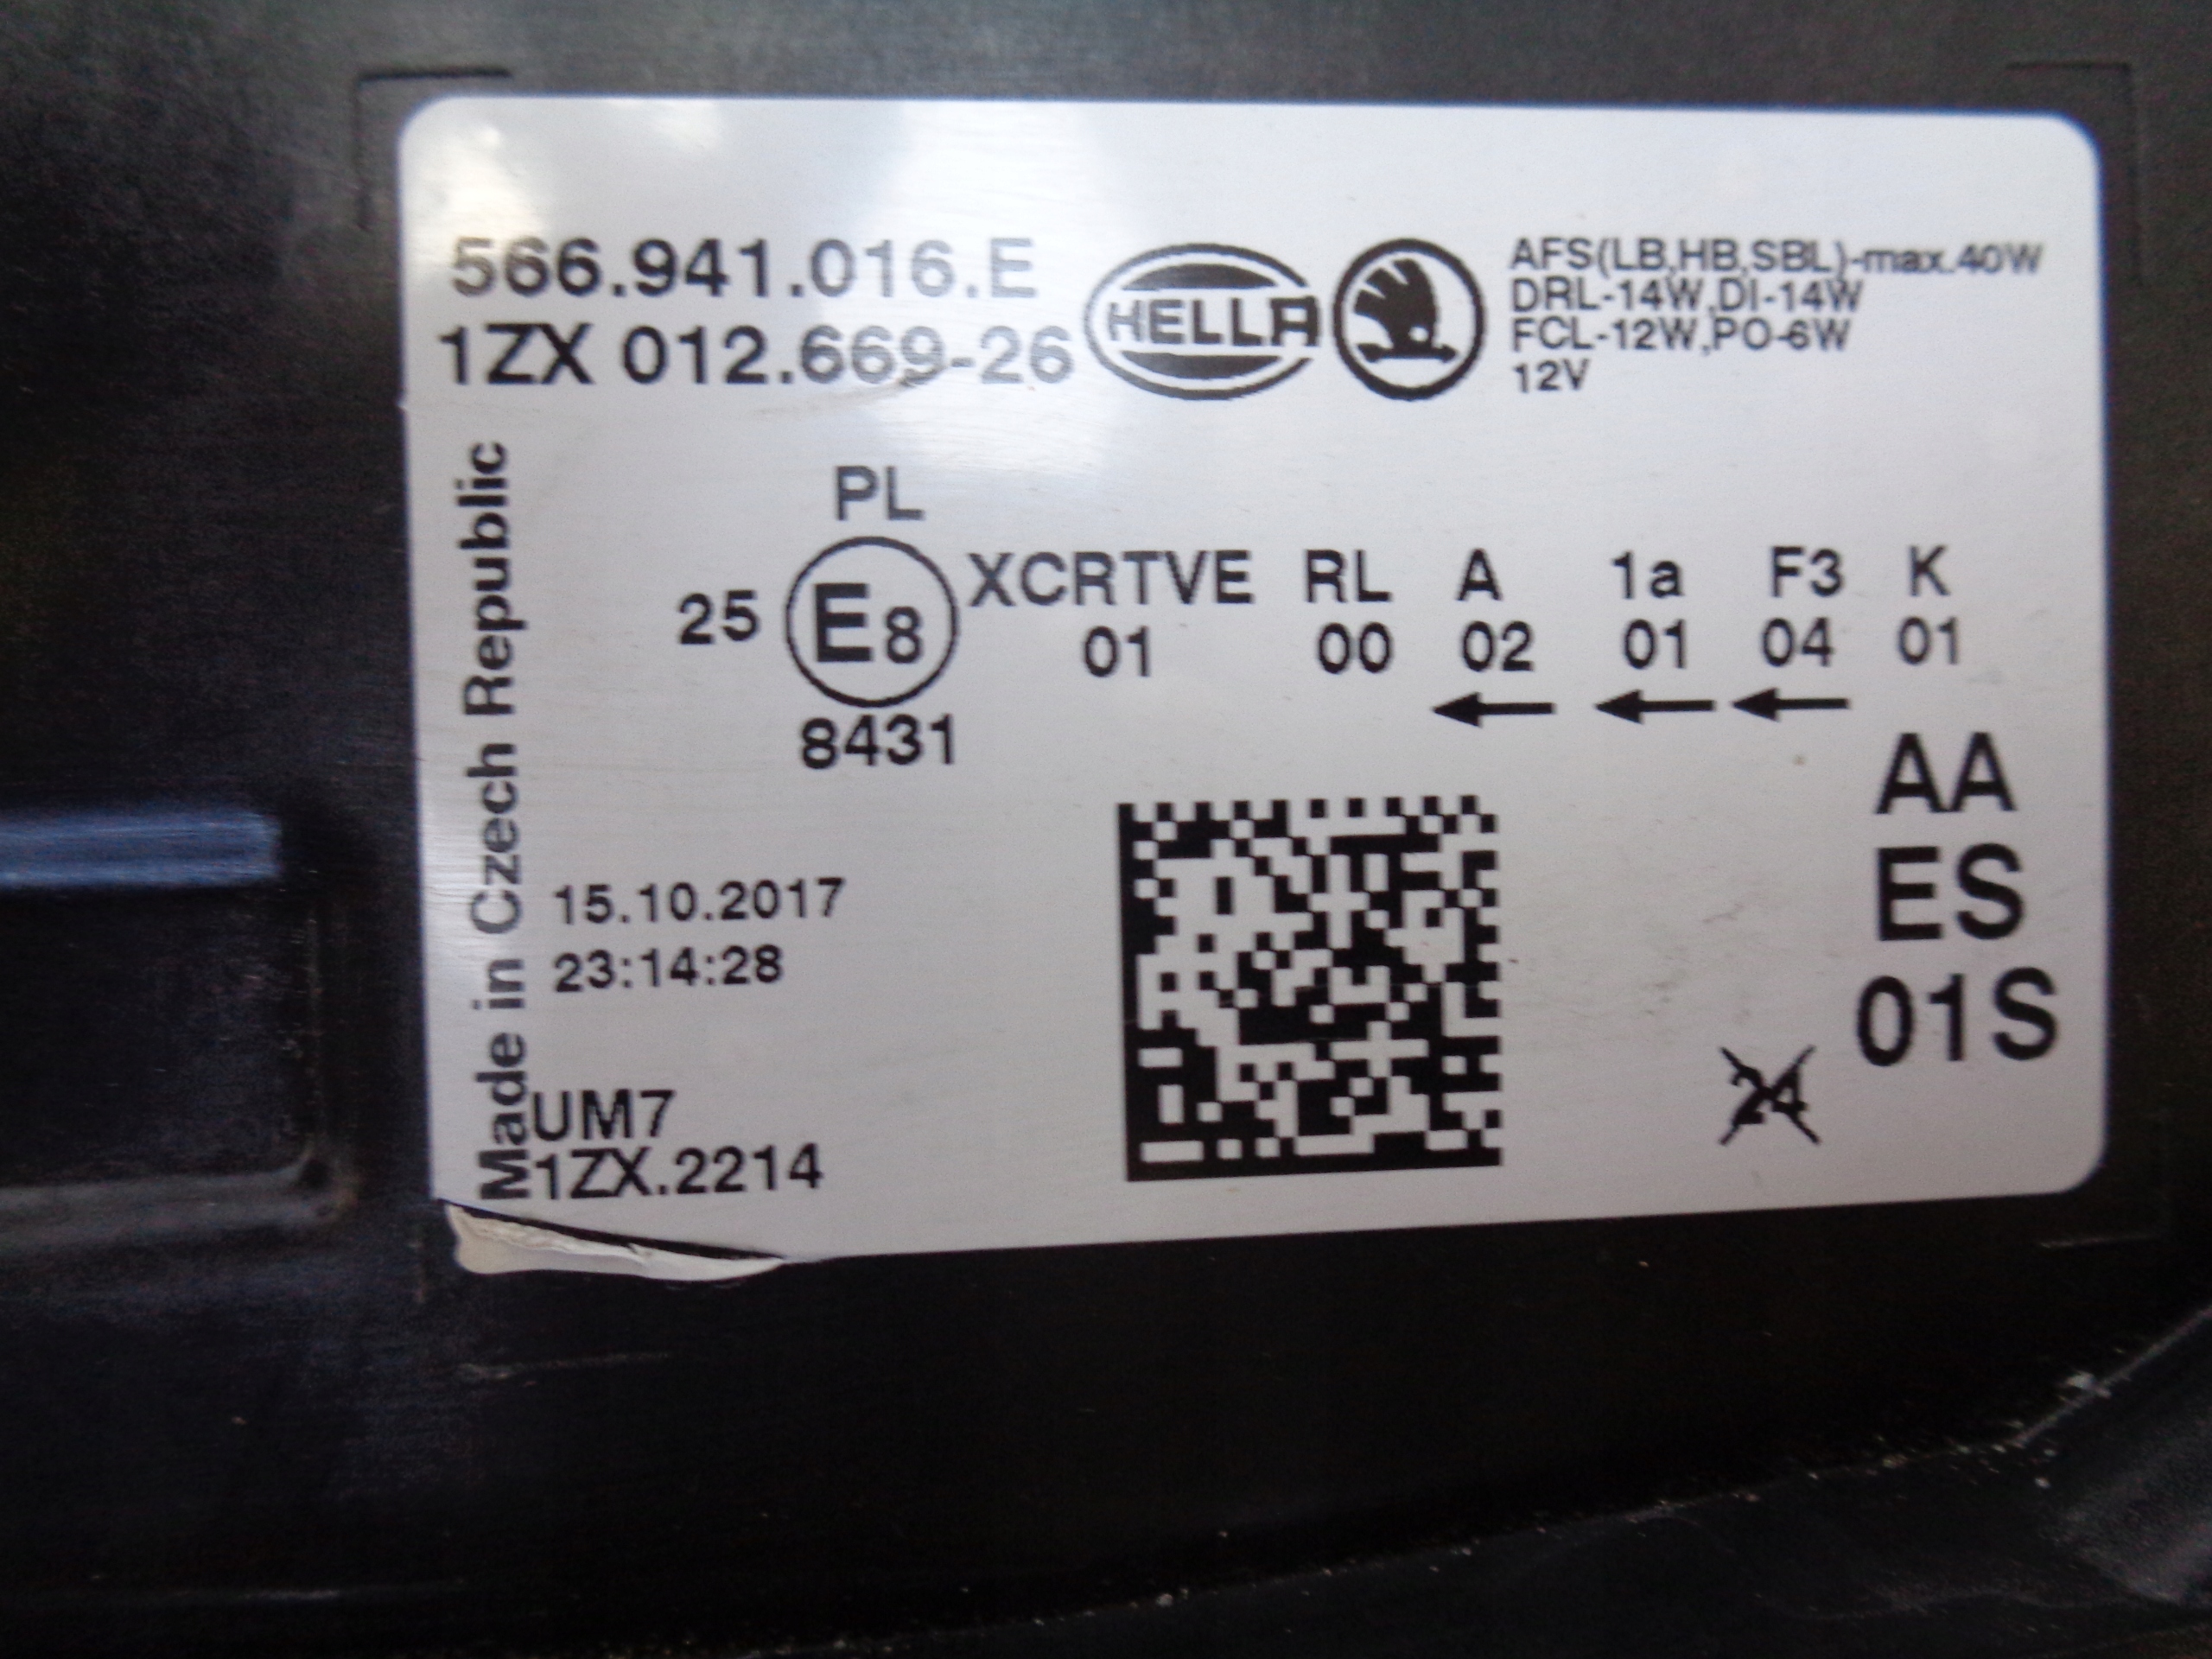 566.941.016.E
1ZX 012.669-26
HELLA
AFS(LB,HB,SBL)-max.40W
DRL-14W,DI-14W
FCL-12W,PO-6W
12V
Made in Czech Republic
PL
25 E8 XCRTVE RL A 1a F3 K
01 00 02 01 04 01
← ← ←
8431
AA
ES
01S
15.10.2017
23:14:28
24
UM7
1ZX.2214